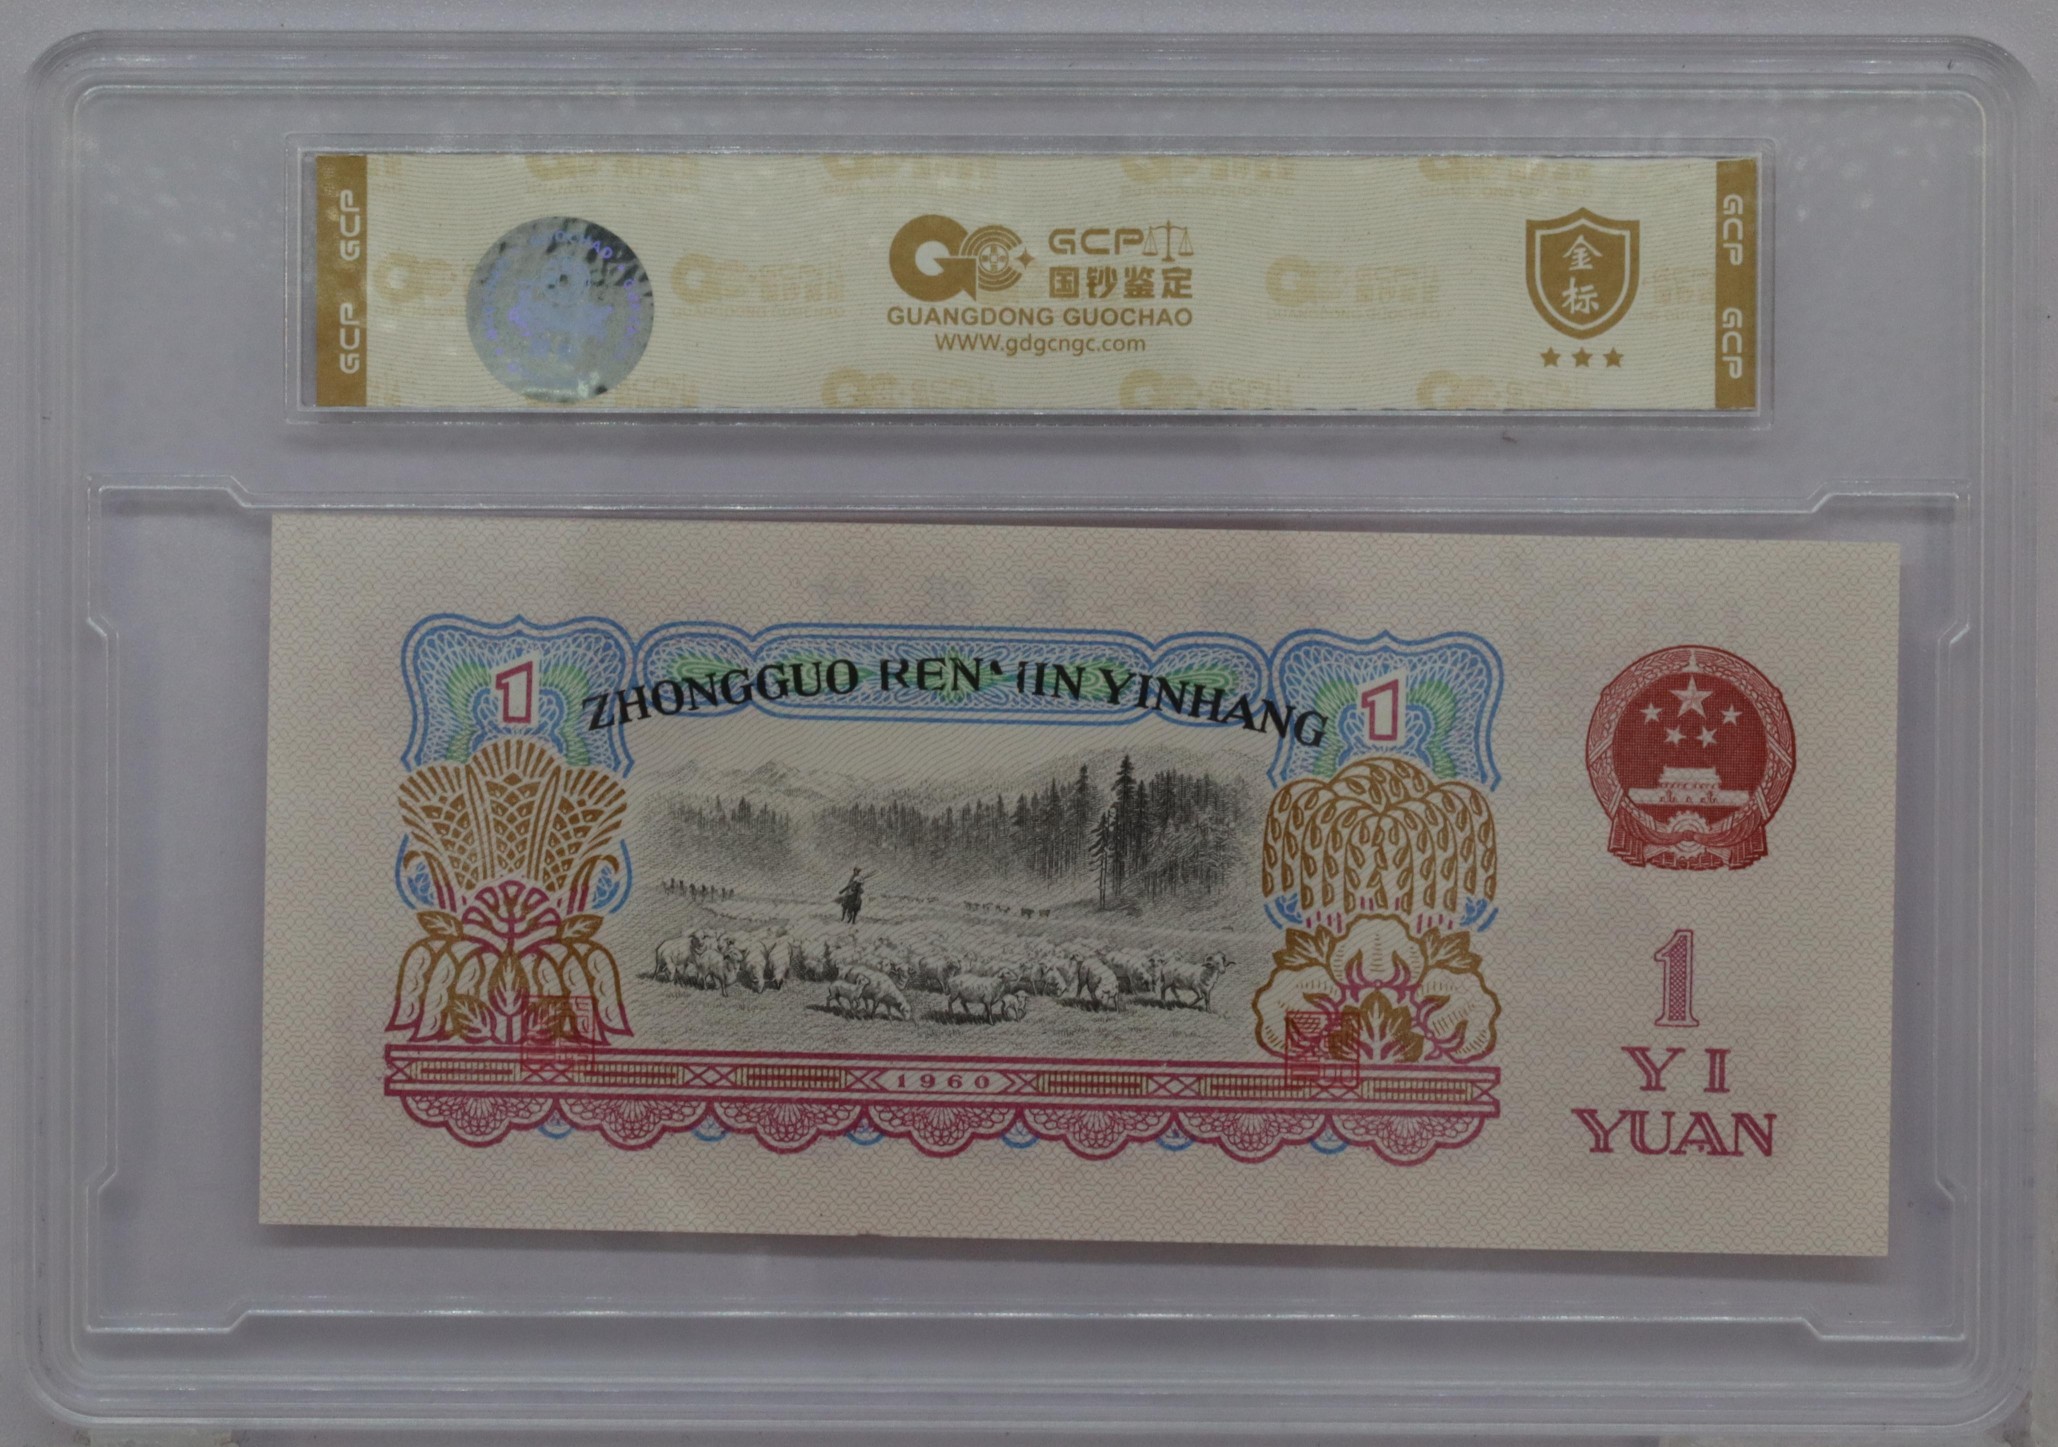 GCP GCP
GCP
国钞鉴定
GUANGDONG GUOCHAO
WWW.gdgcngc.com
金
标
GCP GCP
1 ZHONGGUO REN IIN YINHANG 1
1960
1
YI
YUAN